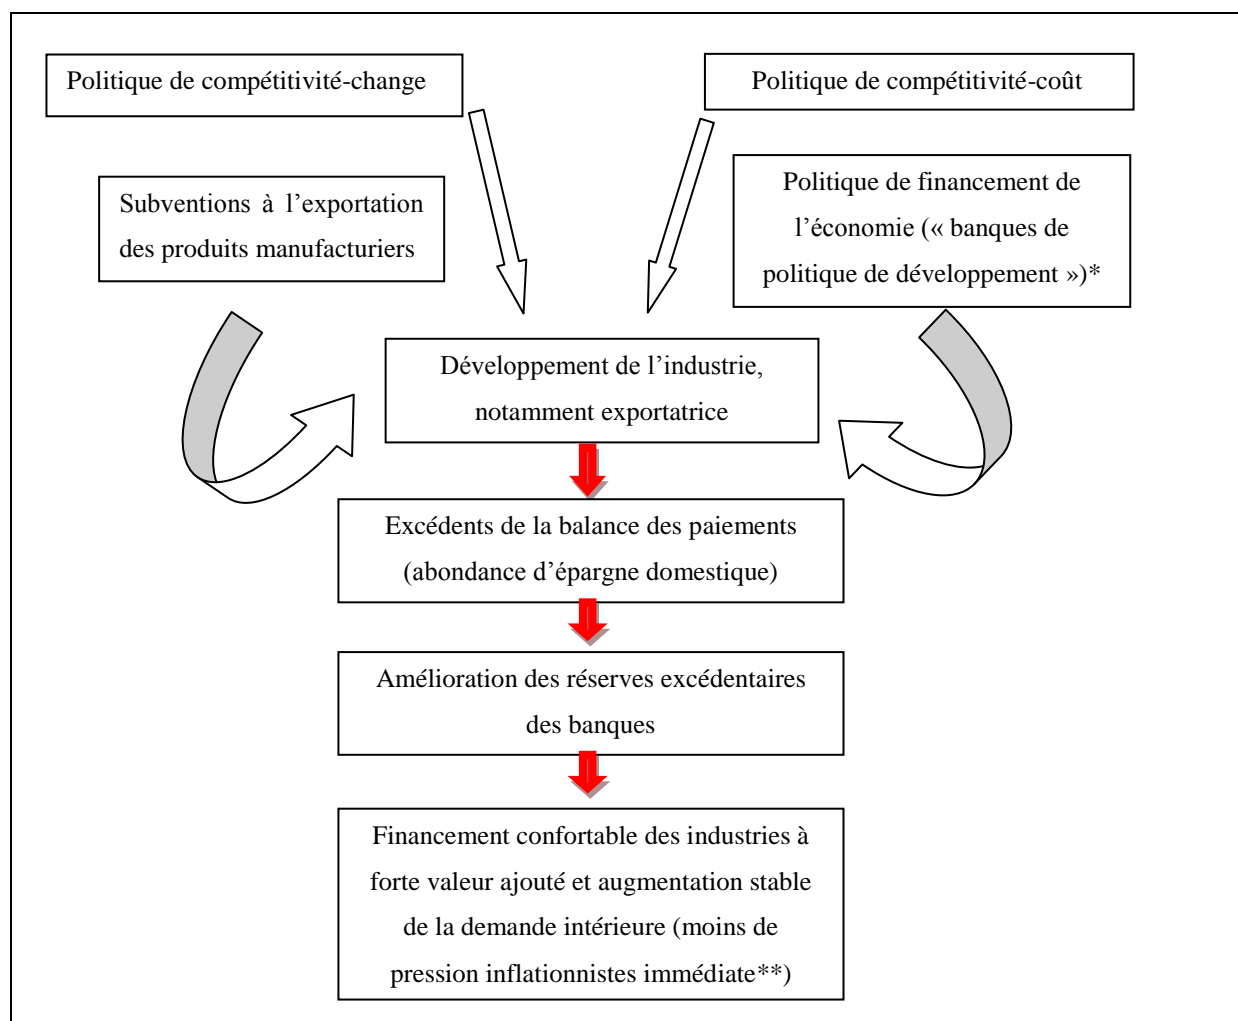 Politique de compétitivité-change
Politique de compétitivité-coût
Subventions à l’exportation
des produits manufacturiers
Politique de financement de
l’économie (« banques de
politique de développement »)*
Développement de l’industrie,
notamment exportatrice
Excédents de la balance des paiements
(abondance d’épargne domestique)
Amélioration des réserves excédentaires
des banques
Financement confortable des industries à
forte valeur ajouté et augmentation stable
de la demande intérieure (moins de
pression inflationnistes immédiate**)